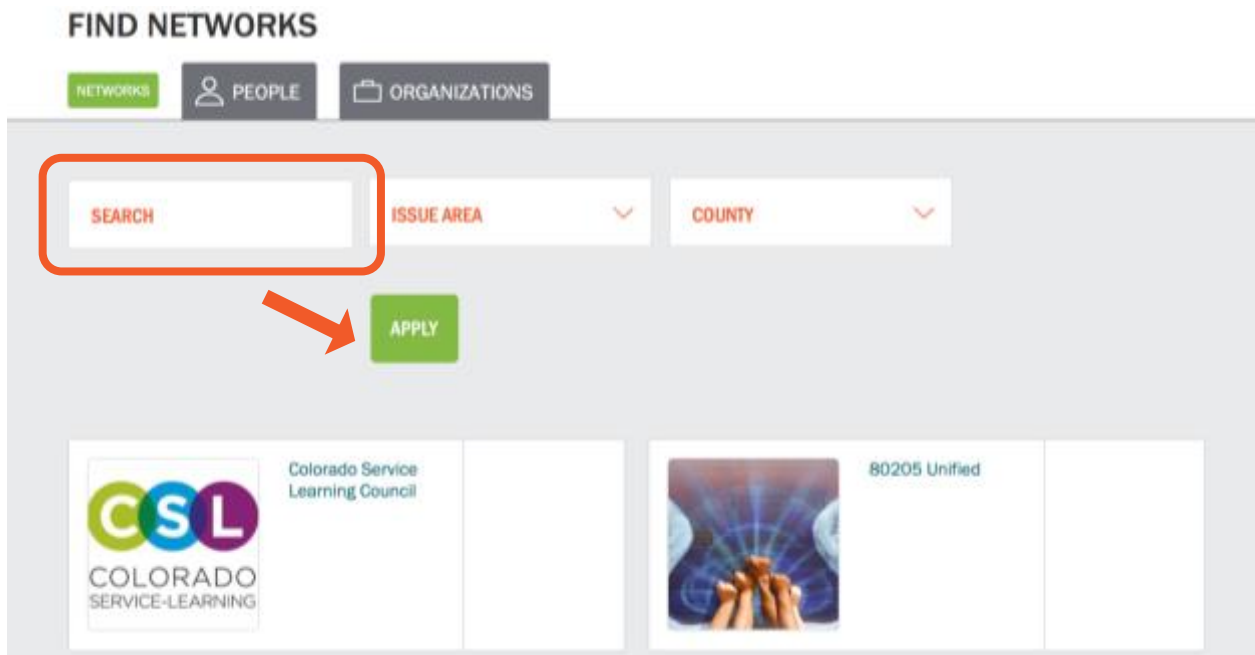 FIND NETWORKS
NETWORKS
PEOPLE
ORGANIZATIONS
SEARCH
ISSUE AREA
COUNTY
APPLY
CSL
COLORADO
SERVICE-LEARNING
Colorado Service
Learning Council
80205 Unified